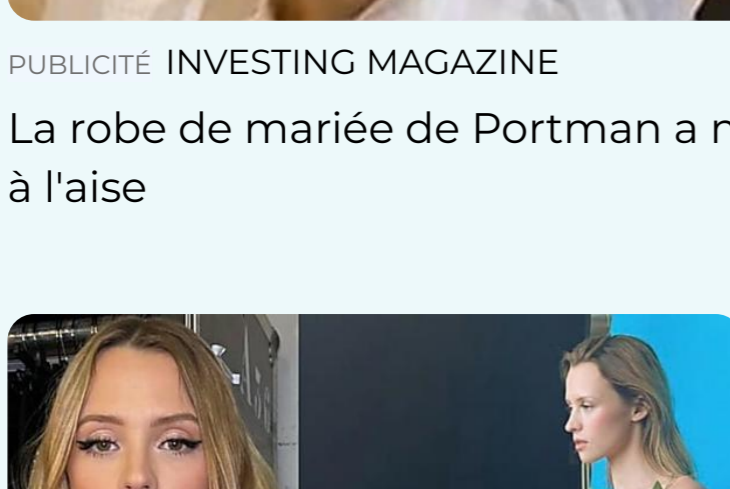 PUBLICITÉ INVESTING MAGAZINE
La robe de mariée de Portman a
à l'aise